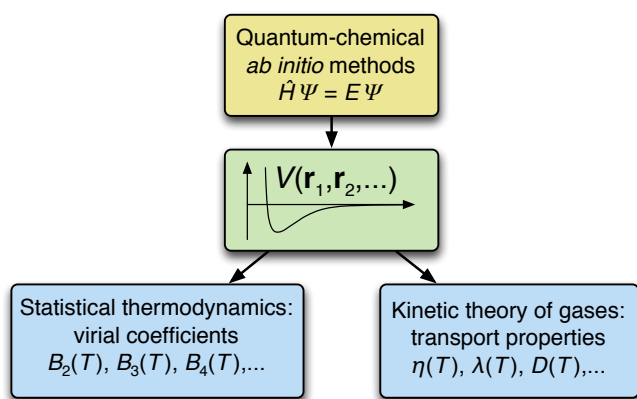 Quantum-chemical
ab initio methods
ĤΨ = EΨ
V(r₁,r₂,...)
Statistical thermodynamics:
virial coefficients
B₂(T), B₃(T), B₄(T),...
Kinetic theory of gases:
transport properties
η(T), λ(T), D(T),...